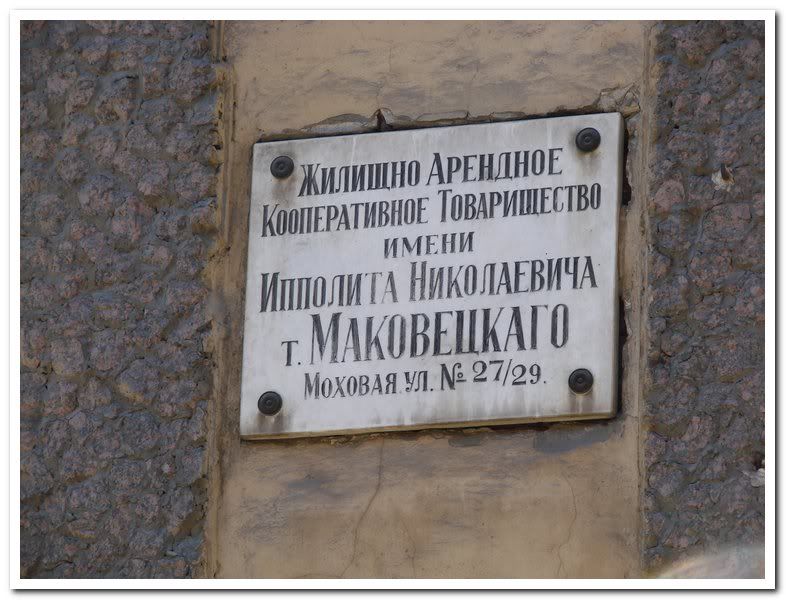 Жилищно Арендное
Кооперативное Товарищество
имени
Ипполита Николаевича
т. Маковецкаго
Моховая ул. № 27/29.